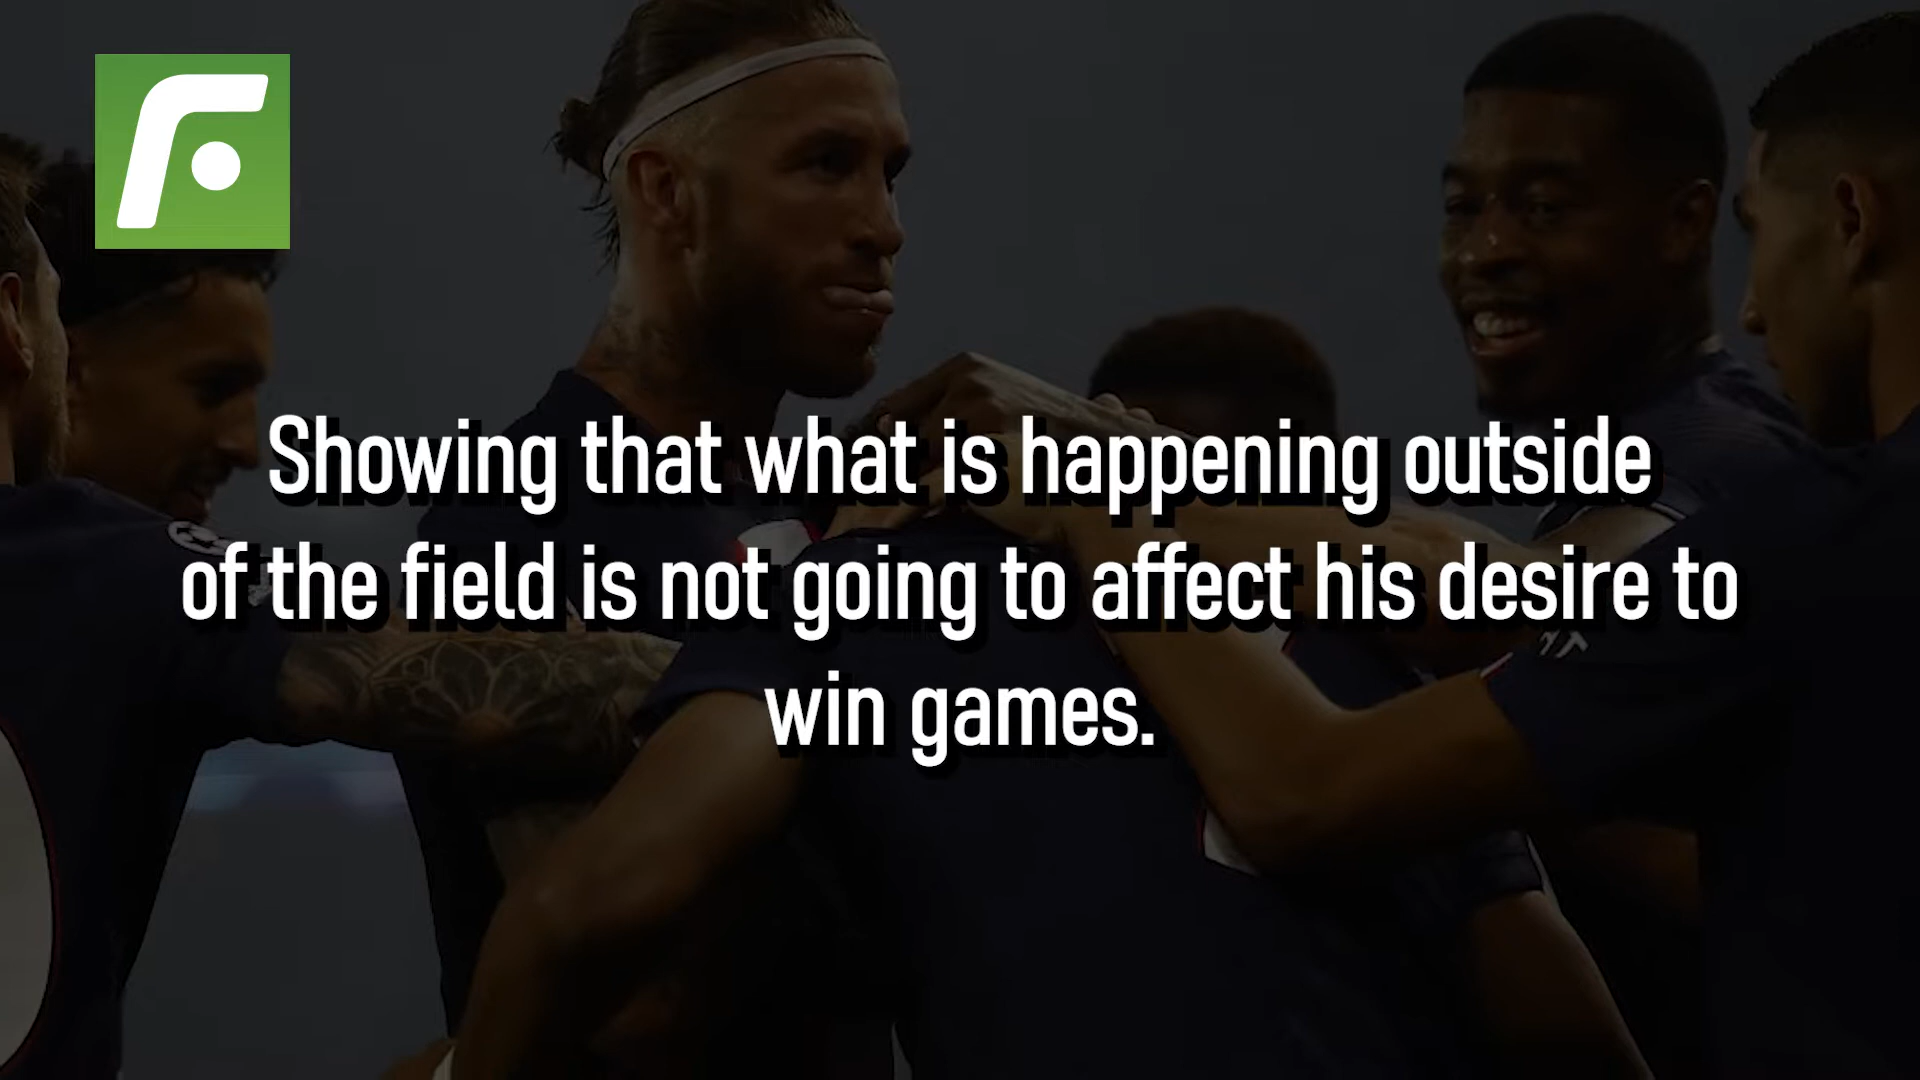 Showing that what is happening outside
of the field is not going to affect his desire to
win games.